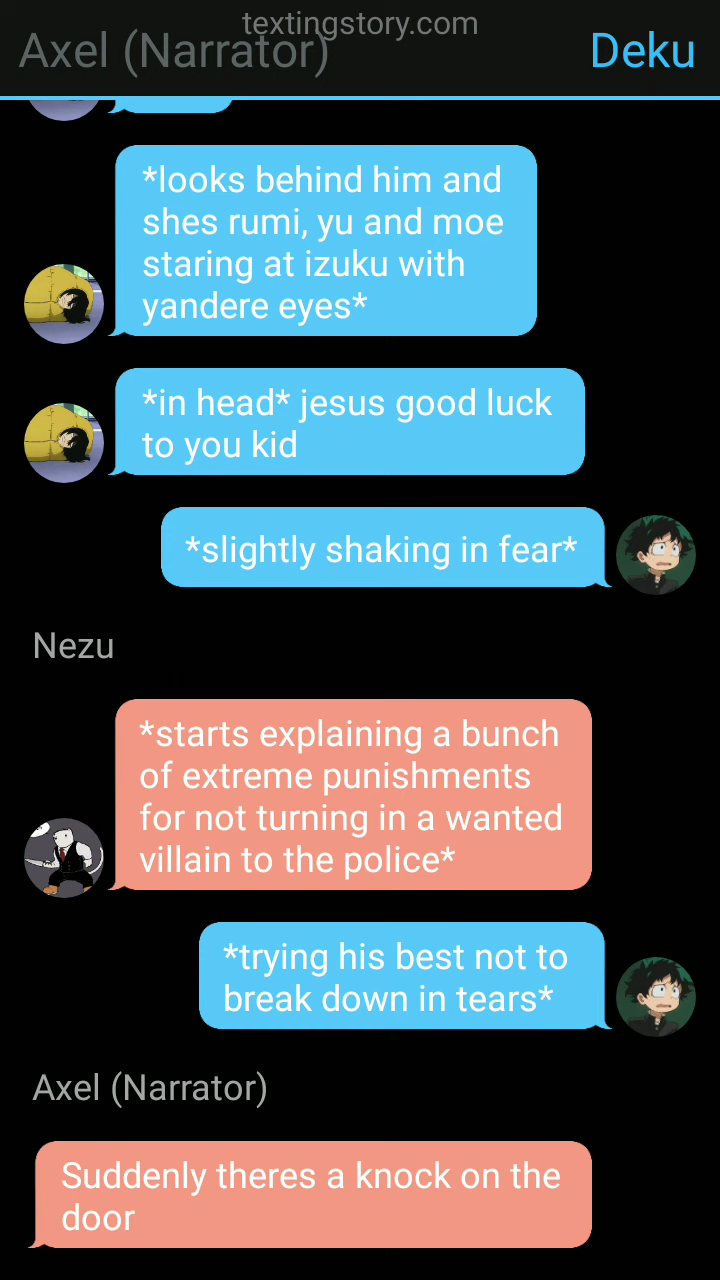 textingstory.com
Axel (Narrator)
Deku
*looks behind him and
shes rumi, yu and moe
staring at izuku with
yandere eyes*
*in head* jesus good luck
to you kid
*slightly shaking in fear*
Nezu
*starts explaining a bunch
of extreme punishments
for not turning in a wanted
villain to the police*
*trying his best not to
break down in tears*
Axel (Narrator)
Suddenly theres a knock on the
door